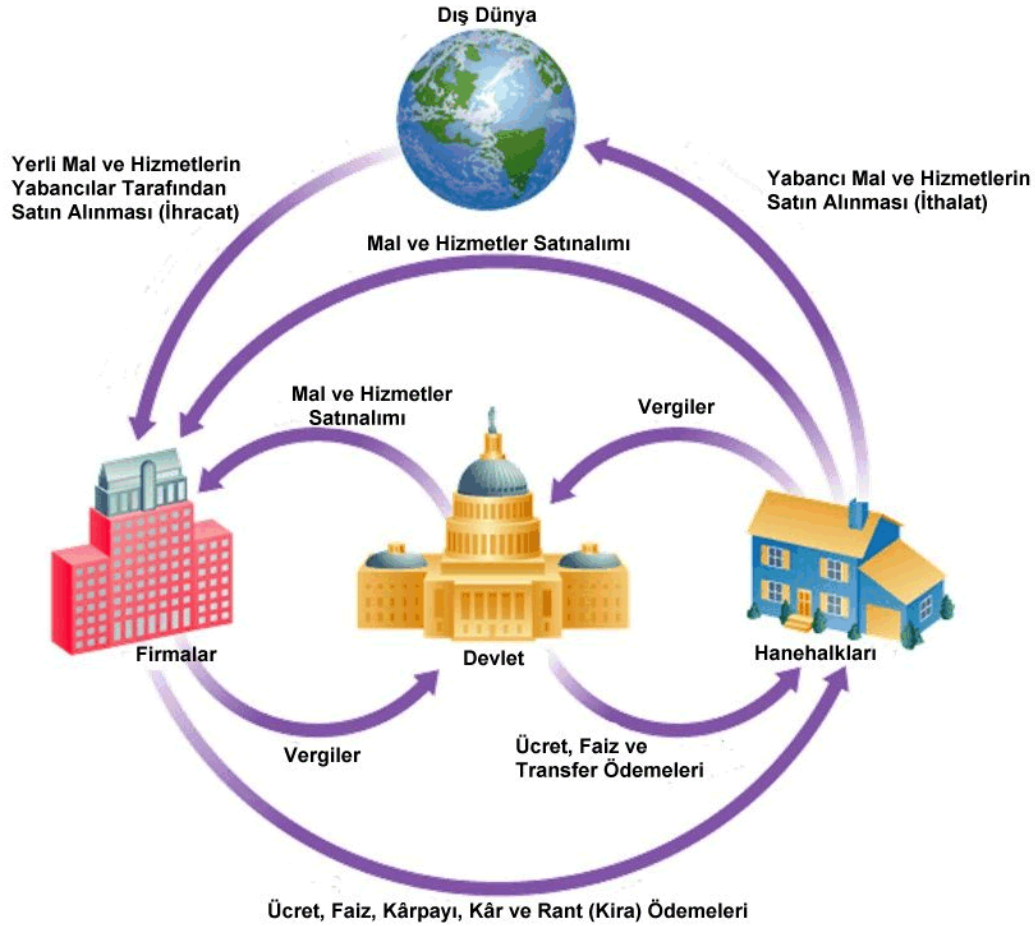 Dış Dünya
Yerli Mal ve Hizmetlerin
Yabancılar Tarafından
Satın Alınması (İhracat)
Yabancı Mal ve Hizmetlerin
Satın Alınması (İthalat)
Mal ve Hizmetler Satınalımı
Mal ve Hizmetler
Satınalımı
Vergiler
Firmalar
Devlet
Hanehalkları
Vergiler
Ücret, Faiz ve
Transfer Ödemeleri
Ücret, Faiz, Kârpayı, Kâr ve Rant (Kira) Ödemeleri